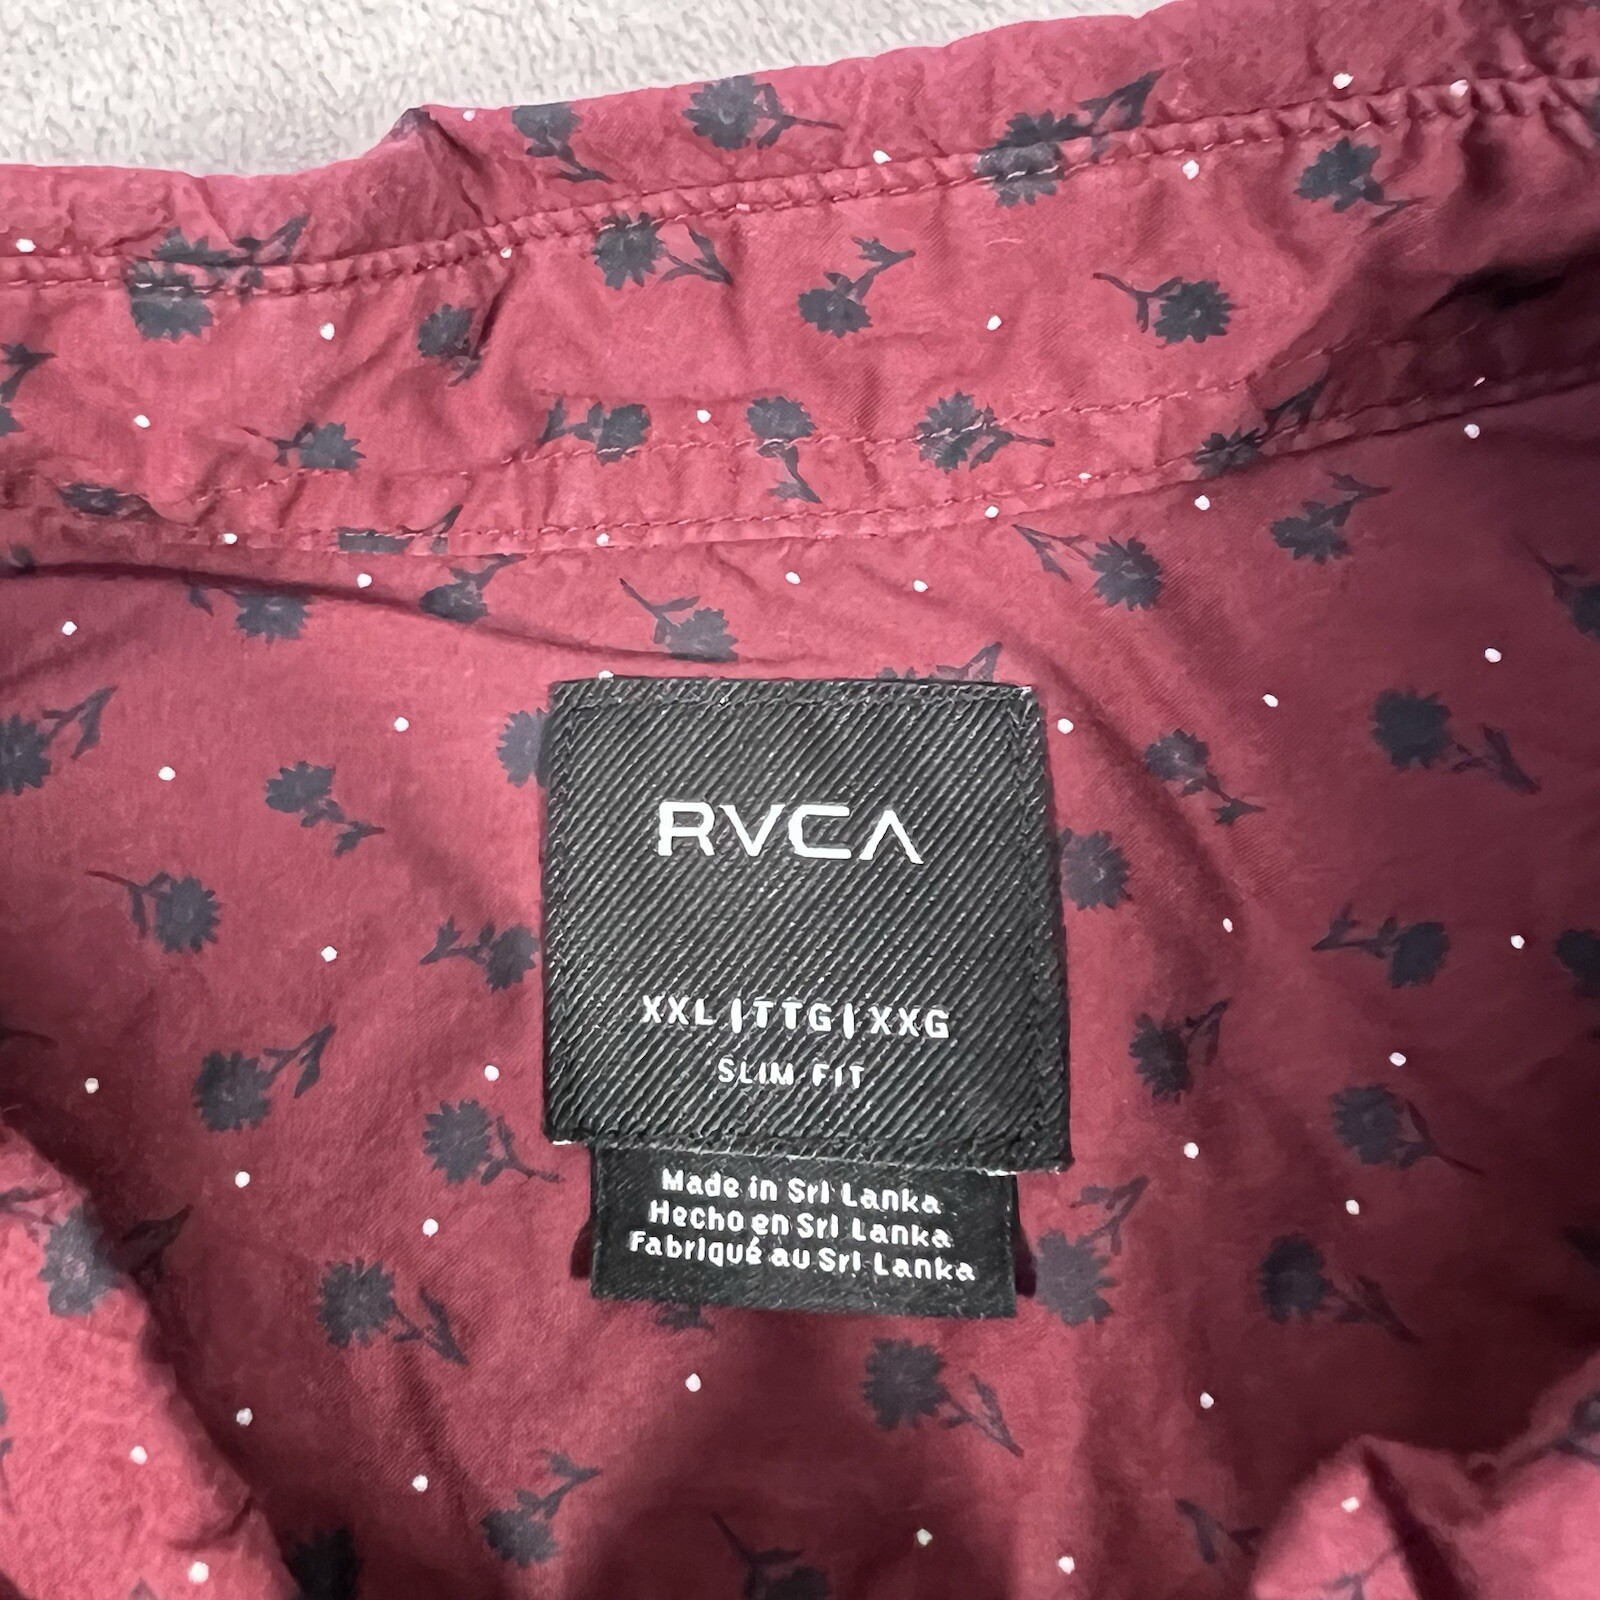 RVCA
XXL | TTG | XXG
SLIM FIT
Made in Sri Lanka
Hecho en Sri Lanka
Fabriqué au Sri Lanka